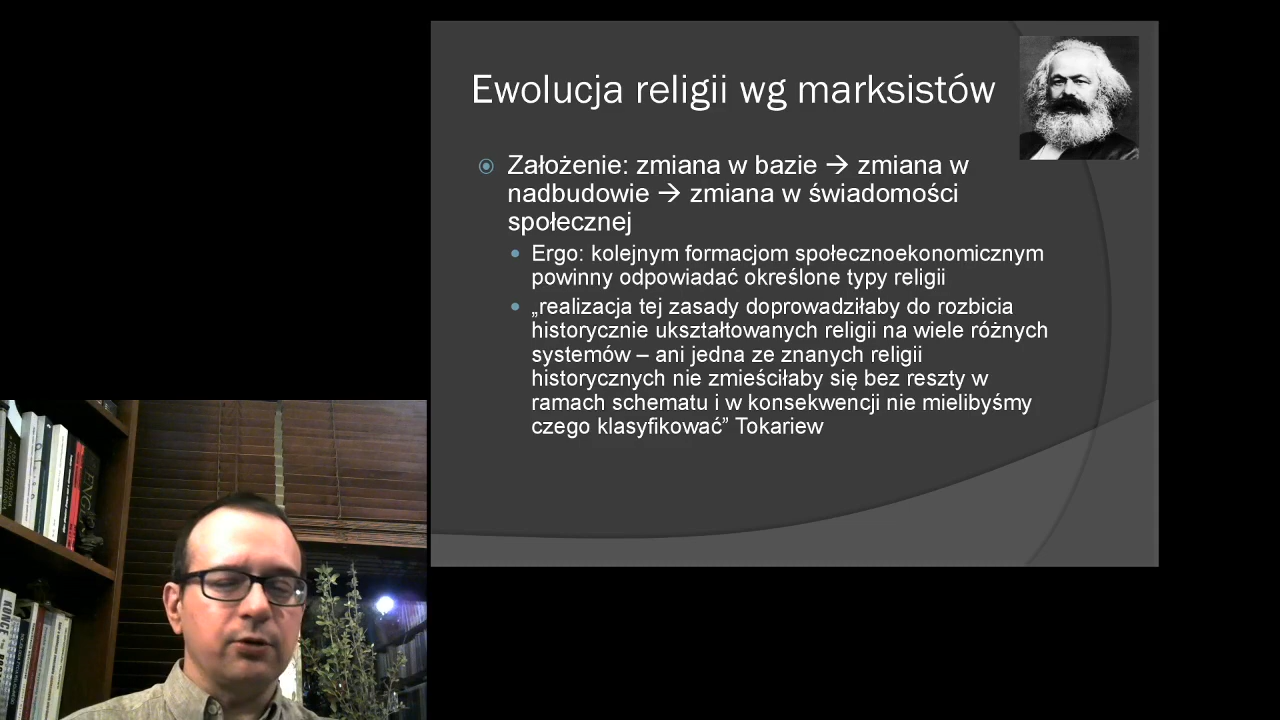 Ewolucja religii wg marksistów
Założenie: zmiana w bazie → zmiana w
nadbudowie → zmiana w świadomości
społecznej
Ergo: kolejnym formacjom społecznoekonomicznym
powinny odpowiadać określone typy religii
„realizacja tej zasady doprowadziłaby do rozbicia
historycznie ukształtowanych religii na wiele różnych
systemów – ani jedna ze znanych religii
historycznych nie zmieściłaby się bez reszty w
ramach schematu i w konsekwencji nie mielibyśmy
czego klasyfikować” Tokariew